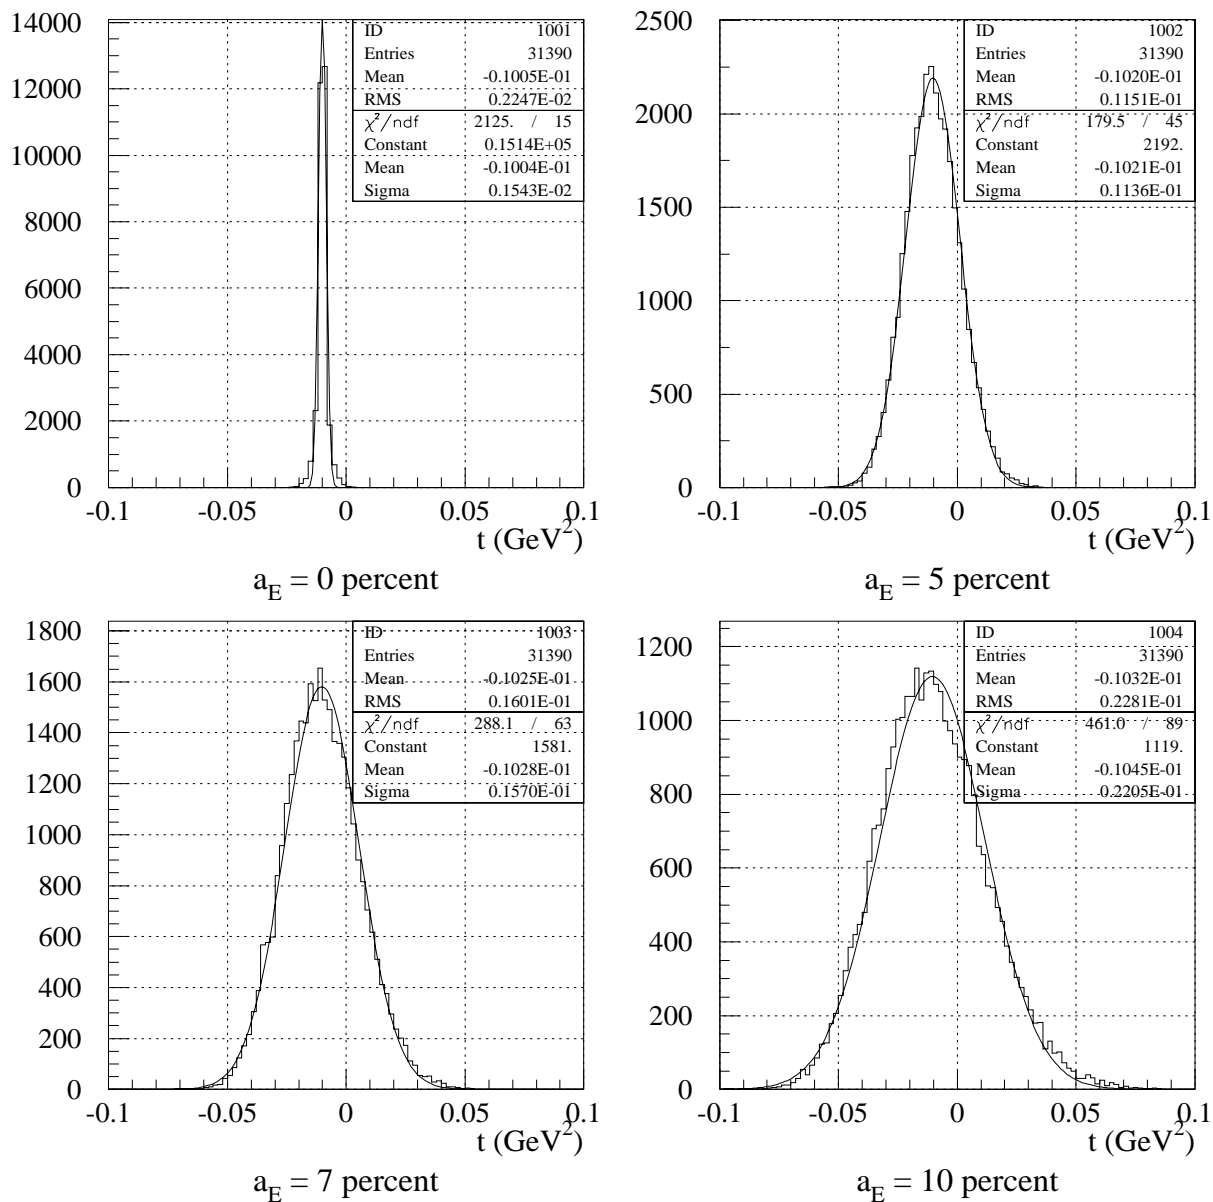 14000
12000
10000
8000
6000
4000
2000
0
-0.1 -0.05 0 0.05 0.1
t (GeV²)
ID 1001
Entries 31390
Mean -0.1005E-01
RMS 0.2247E-02
χ²/ndf 2125. / 15
Constant 0.1514E+05
Mean -0.1004E-01
Sigma 0.1543E-02
a_E = 0 percent
2500
2000
1500
1000
500
0
-0.1 -0.05 0 0.05 0.1
t (GeV²)
ID 1002
Entries 31390
Mean -0.1020E-01
RMS 0.1151E-01
χ²/ndf 179.5 / 45
Constant 2192.
Mean -0.1021E-01
Sigma 0.1136E-01
a_E = 5 percent
1800
1600
1400
1200
1000
800
600
400
200
0
-0.1 -0.05 0 0.05 0.1
t (GeV²)
ID 1003
Entries 31390
Mean -0.1025E-01
RMS 0.1601E-01
χ²/ndf 288.1 / 63
Constant 1581.
Mean -0.1028E-01
Sigma 0.1570E-01
a_E = 7 percent
1200
1000
800
600
400
200
0
-0.1 -0.05 0 0.05 0.1
t (GeV²)
ID 1004
Entries 31390
Mean -0.1032E-01
RMS 0.2281E-01
χ²/ndf 461.0 / 89
Constant 1119.
Mean -0.1045E-01
Sigma 0.2205E-01
a_E = 10 percent